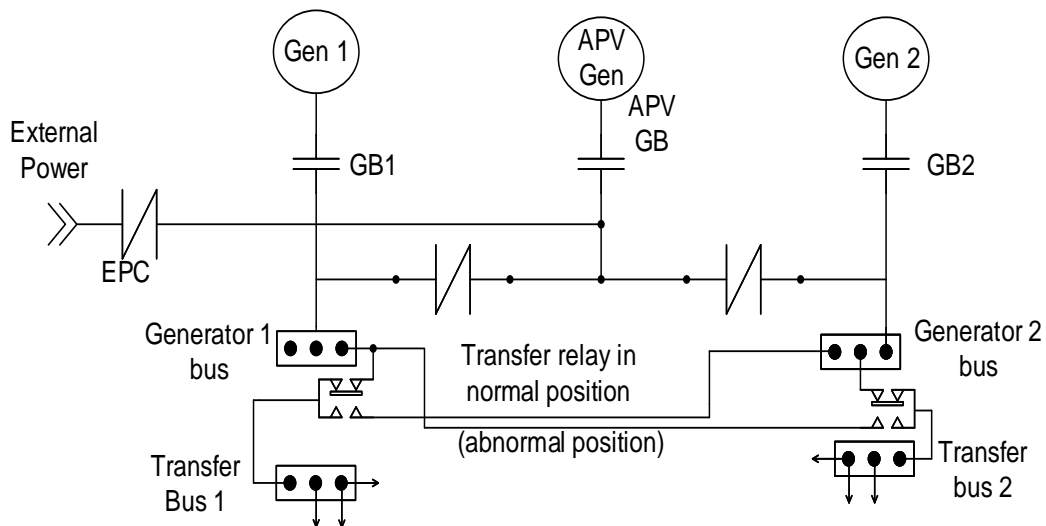 Gen 1
APV
Gen
Gen 2
External
Power
GB1
APV
GB
GB2
EPC
Generator 1
bus
Transfer relay in
normal position
Generator 2
bus
(abnormal position)
Transfer
Bus 1
Transfer
bus 2